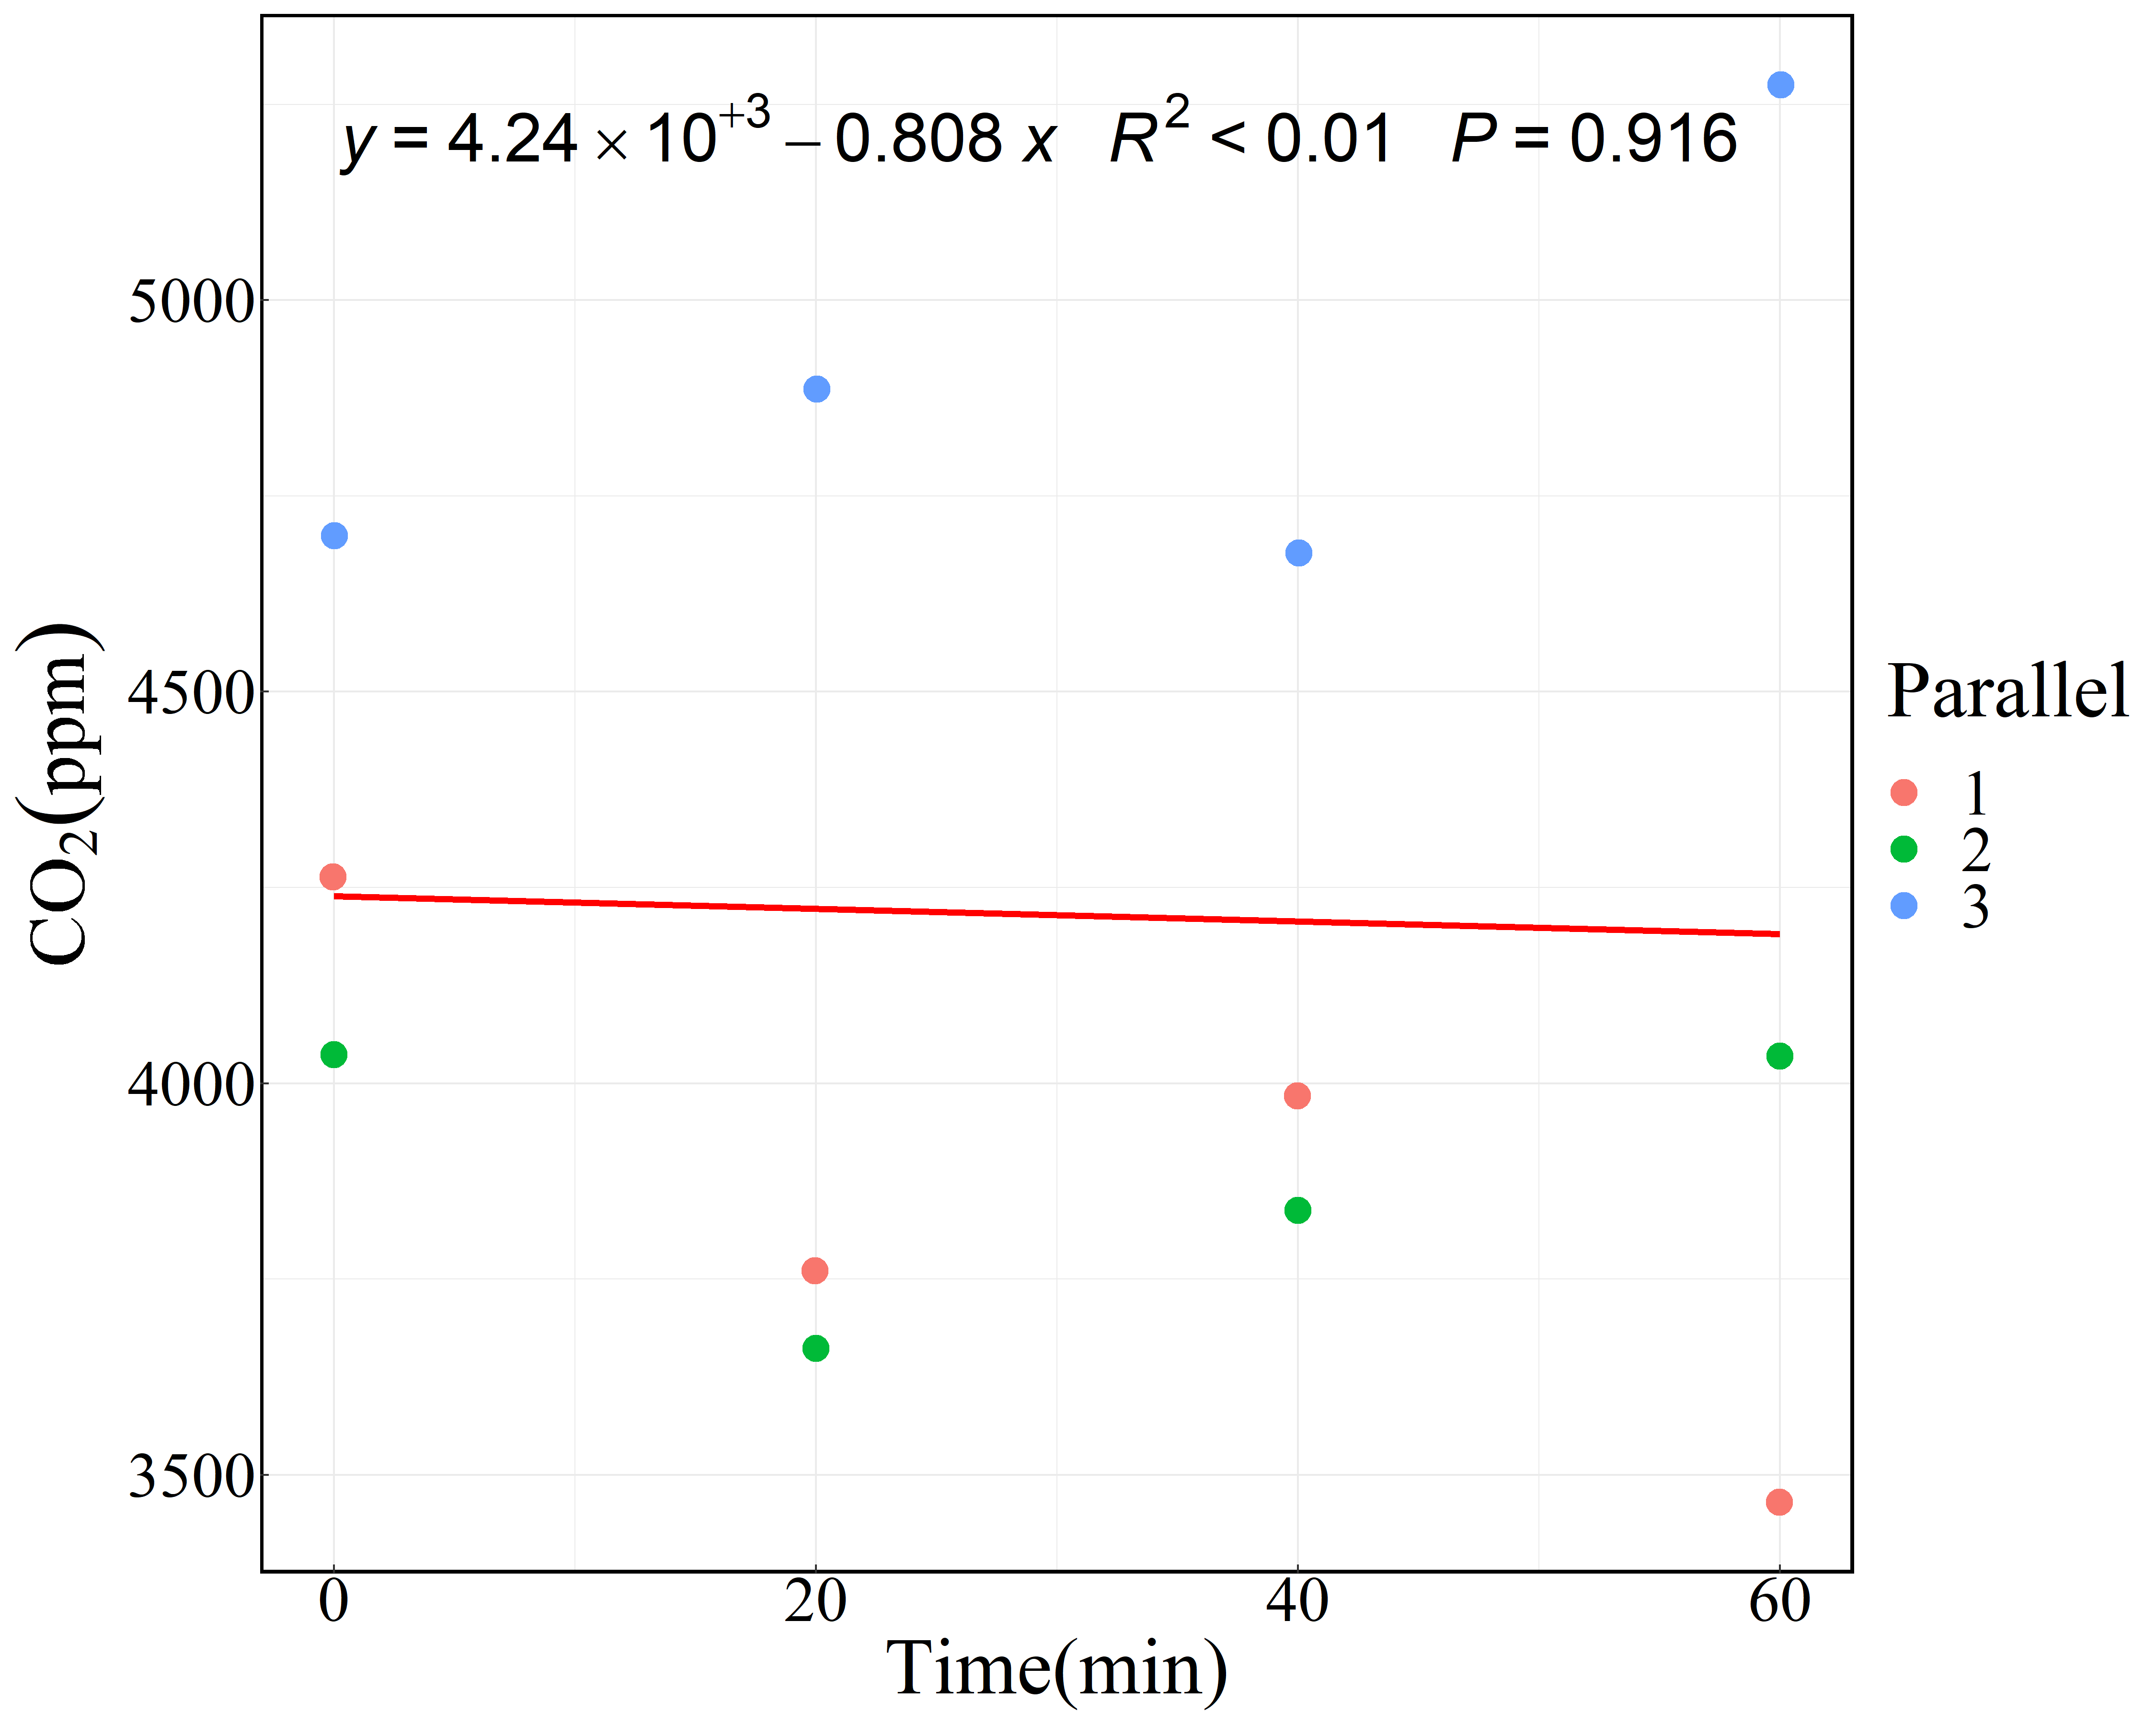 y = 4.24 × 10⁺³ – 0.808 x R² < 0.01 P = 0.916
5000
4500
4000
3500
CO₂(ppm)
0 20 40 60
Time(min)
Parallel
1
2
3